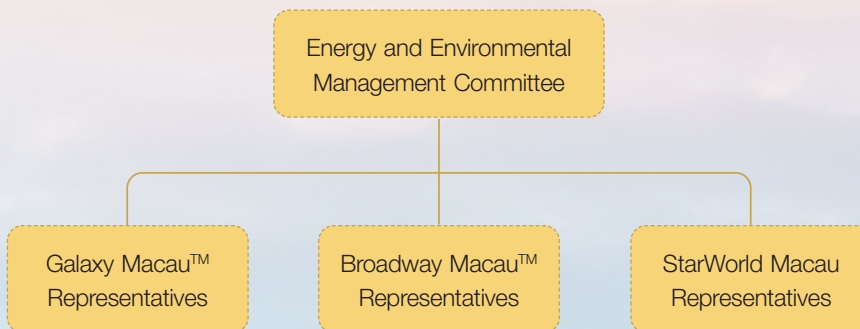 Energy and Environmental
Management Committee
Galaxy Macau™
Representatives
Broadway Macau™
Representatives
StarWorld Macau
Representatives